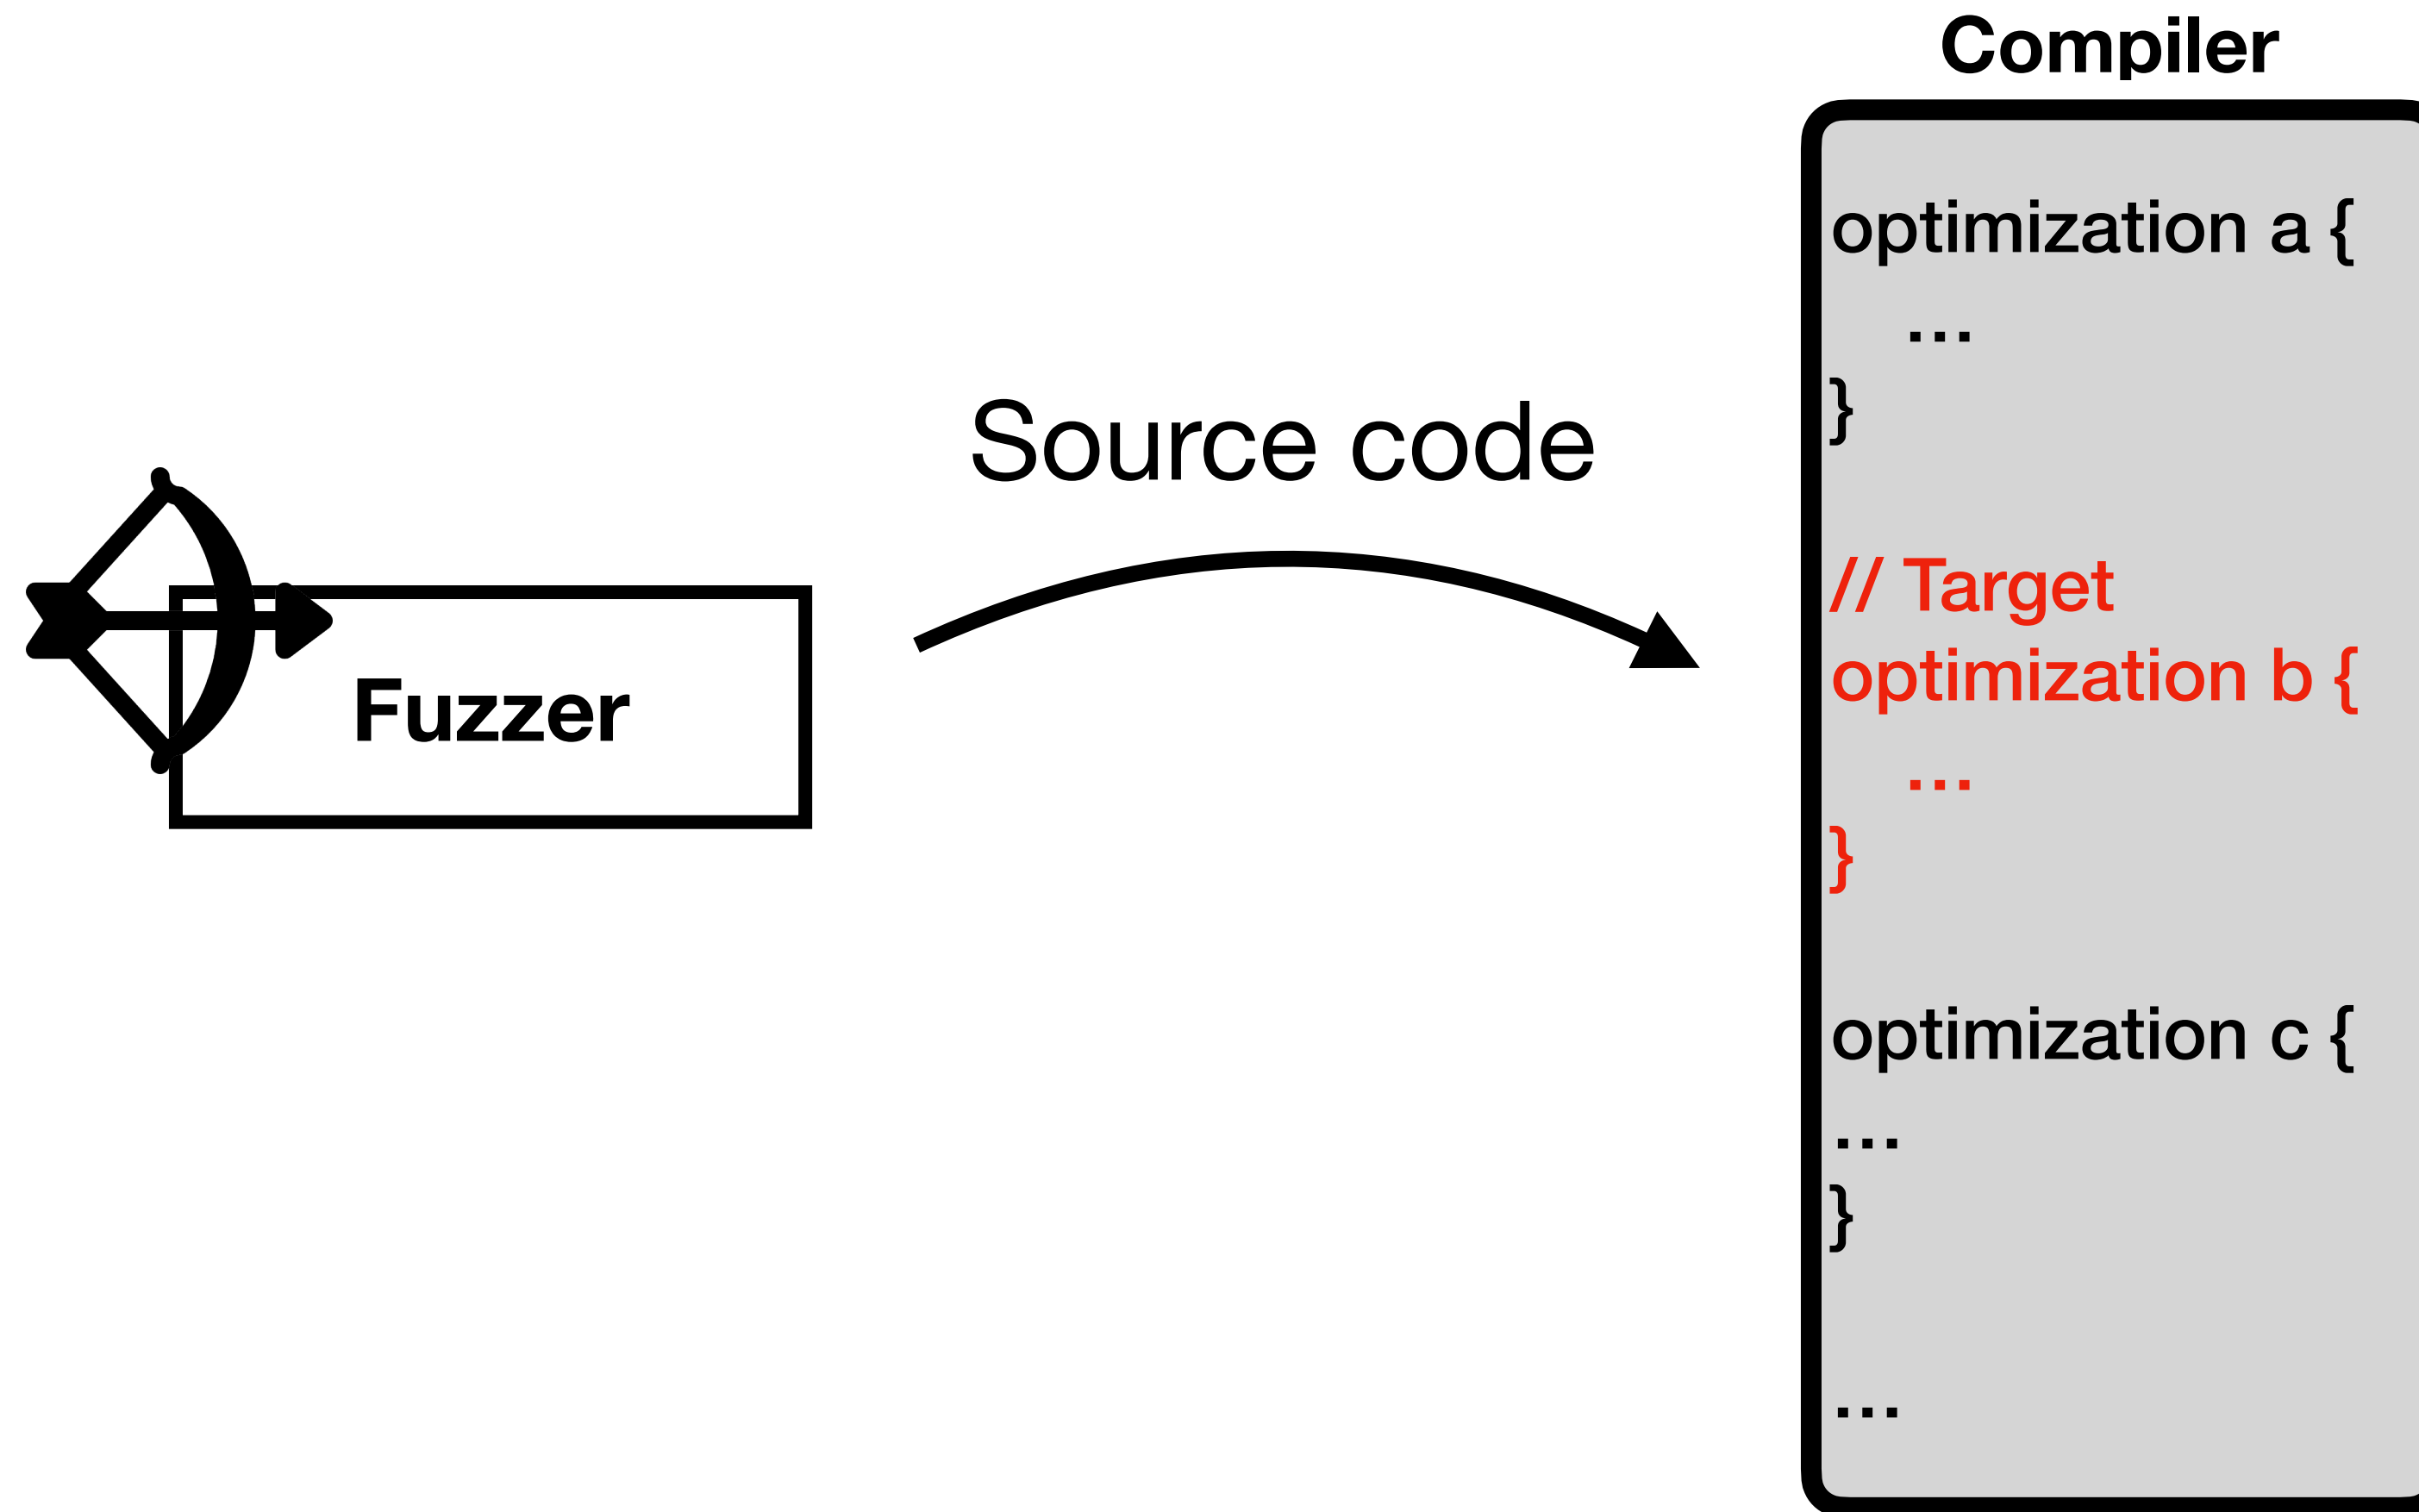 Compiler
optimization a {
...
}
Source code
// Target
optimization b {
Fuzzer
...
}
optimization c {
...
}
...